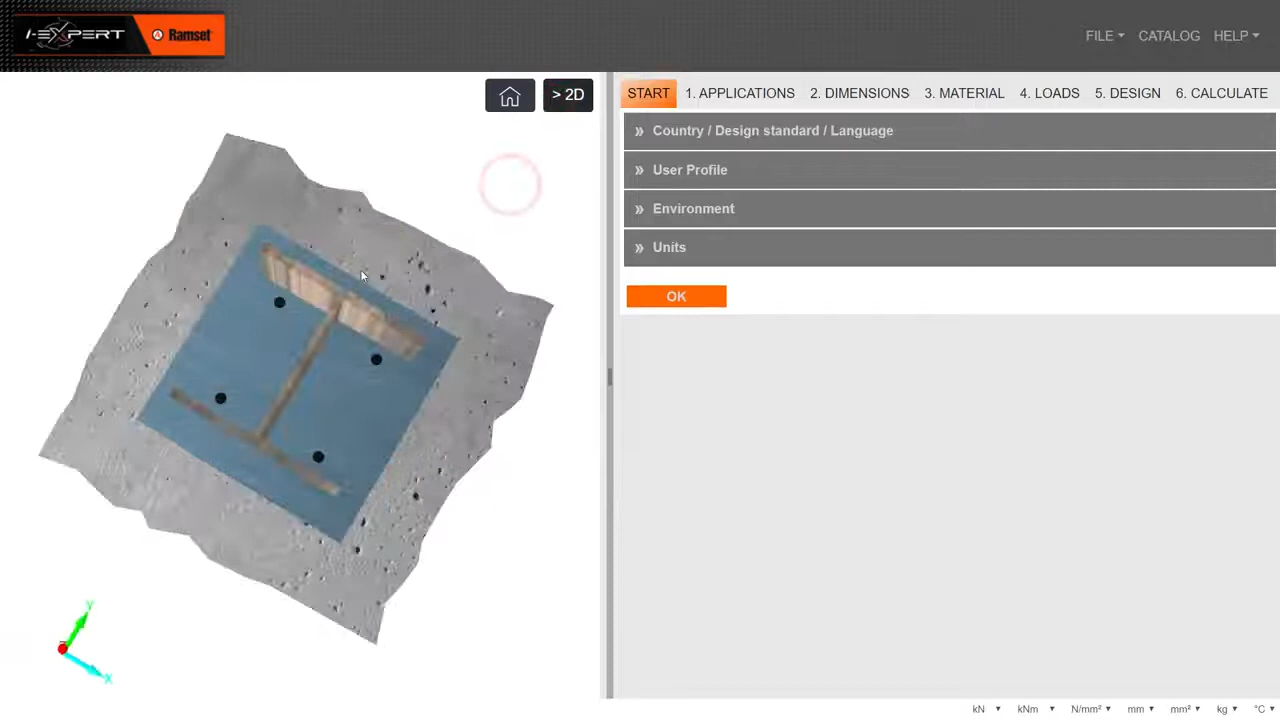 I-EXPERT Ramset
FILE CATALOG HELP
> 2D
START 1. APPLICATIONS 2. DIMENSIONS 3. MATERIAL 4. LOADS 5. DESIGN 6. CALCULATE
» Country / Design standard / Language
» User Profile
» Environment
» Units
OK
Y
Z
X
kN kNm N/mm² mm mm² kg °C